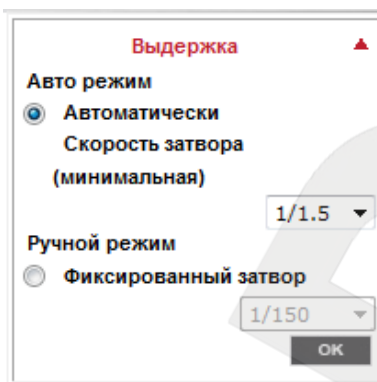 Выдержка
Авто режим
Автоматически
Скорость затвора
(минимальная)
1/1.5
Ручной режим
Фиксированный затвор
1/150
OK